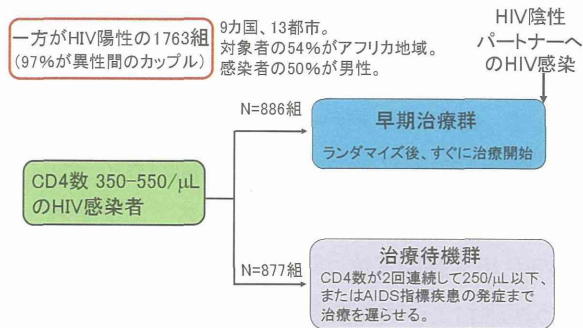 一方がHIV陽性の1763組
(97%が異性間のカップル)
9カ国、13都市。
対象者の54%がアフリカ地域。
感染者の50%が男性。
HIV陰性
パートナーへ
のHIV感染
N=886組
早期治療群
ランダマイズ後、すぐに治療開始
CD4数 350-550/μL
のHIV感染者
N=877組
治療待機群
CD4数が2回連続して250/μL以下、
またはAIDS指標疾患の発症まで
治療を遅らせる。